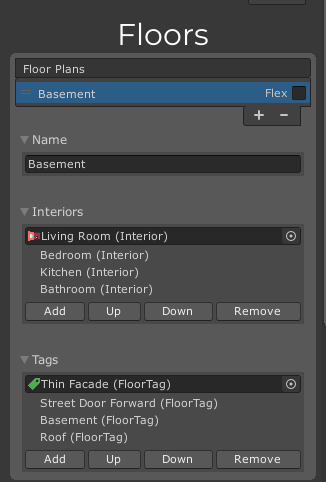 Floors
Floor Plans
Basement Flex
+ −
Name
Basement
Interiors
Living Room (Interior)
Bedroom (Interior)
Kitchen (Interior)
Bathroom (Interior)
Add Up Down Remove
Tags
Thin Facade (FloorTag)
Street Door Forward (FloorTag)
Basement (FloorTag)
Roof (FloorTag)
Add Up Down Remove